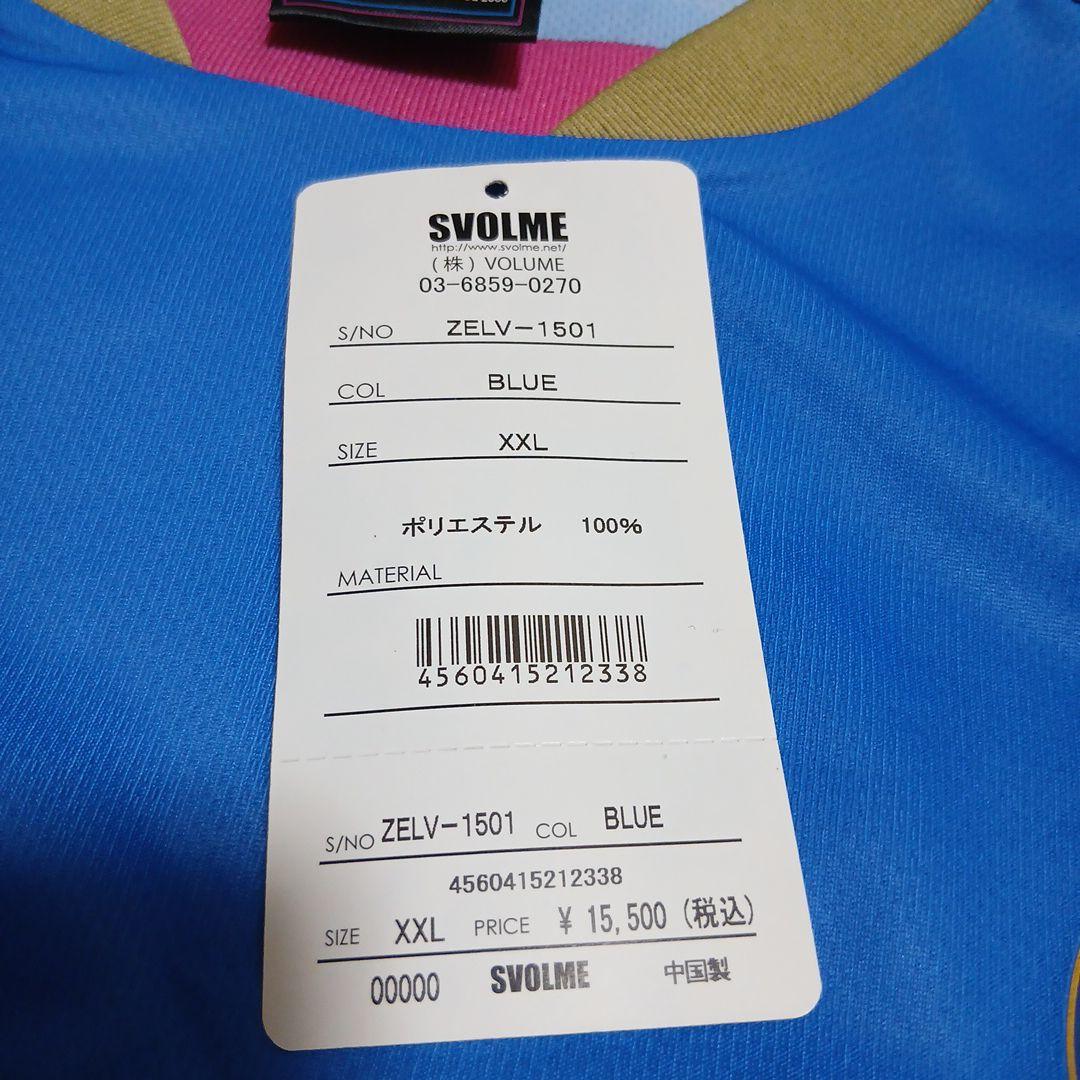 SVOLME
http://www.svolme.net/
(株)VOLUME
03-6859-0270
S/NO ZELV-1501
COL BLUE
SIZE XXL
ポリエステル 100%
MATERIAL
4560415212338
S/NO ZELV-1501 COL BLUE
4560415212338
SIZE XXL PRICE ¥ 15,500 (税込)
00000 SVOLME 中国製